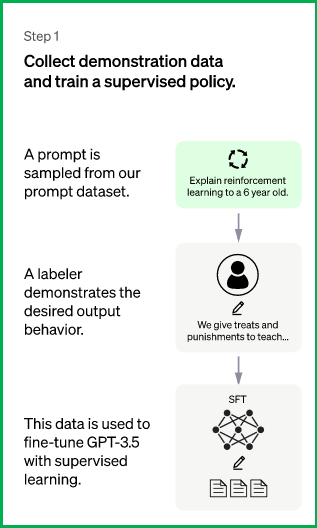 Step 1
Collect demonstration data
and train a supervised policy.
A prompt is
sampled from our
prompt dataset.
Explain reinforcement
learning to a 6 year old.
A labeler
demonstrates the
desired output
behavior.
We give treats and
punishments to teach...
This data is used to
fine-tune GPT-3.5
with supervised
learning.
SFT